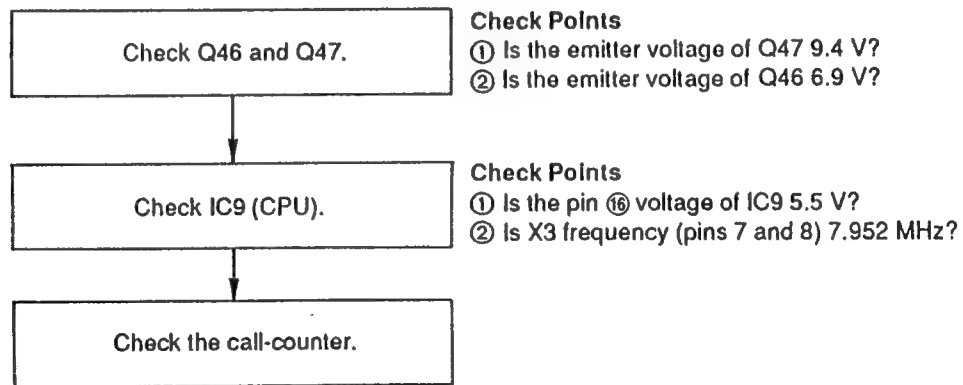 Check Q46 and Q47.
Check Points
① Is the emitter voltage of Q47 9.4 V?
② Is the emitter voltage of Q46 6.9 V?
Check IC9 (CPU).
Check Points
① Is the pin ⑯ voltage of IC9 5.5 V?
② Is X3 frequency (pins 7 and 8) 7.952 MHz?
Check the call-counter.